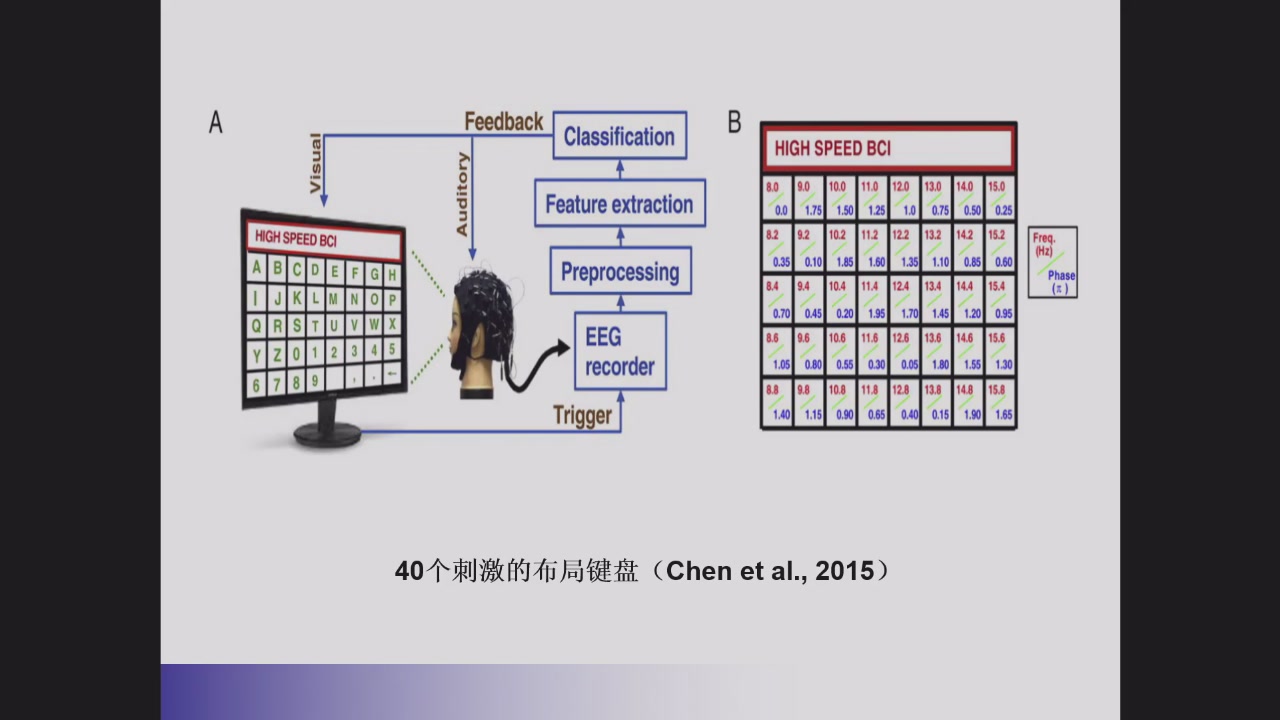 A
Feedback
Classification
Visual
Auditory
Feature extraction
Preprocessing
EEG
recorder
Trigger
HIGH SPEED BCI
A B C D E F G H
I J K L M N O P
Q R S T U V W X
Y Z 0 1 2 3 4 5
6 7 8 9 , . ←
B
HIGH SPEED BCI
8.0 9.0 10.0 11.0 12.0 13.0 14.0 15.0
0.0 1.75 1.50 1.25 1.0 0.75 0.50 0.25
8.2 9.2 10.2 11.2 12.2 13.2 14.2 15.2
0.35 0.10 1.85 1.60 1.35 1.10 0.85 0.60
8.4 9.4 10.4 11.4 12.4 13.4 14.4 15.4
0.70 0.45 0.20 1.95 1.70 1.45 1.20 0.95
8.6 9.6 10.6 11.6 12.6 13.6 14.6 15.6
1.05 0.80 0.55 0.30 0.05 1.80 1.55 1.30
8.8 9.8 10.8 11.8 12.8 13.8 14.8 15.8
1.40 1.15 0.90 0.65 0.40 0.15 1.90 1.65
Freq.
(Hz)
Phase
(π)
40个刺激的布局键盘（Chen et al., 2015）